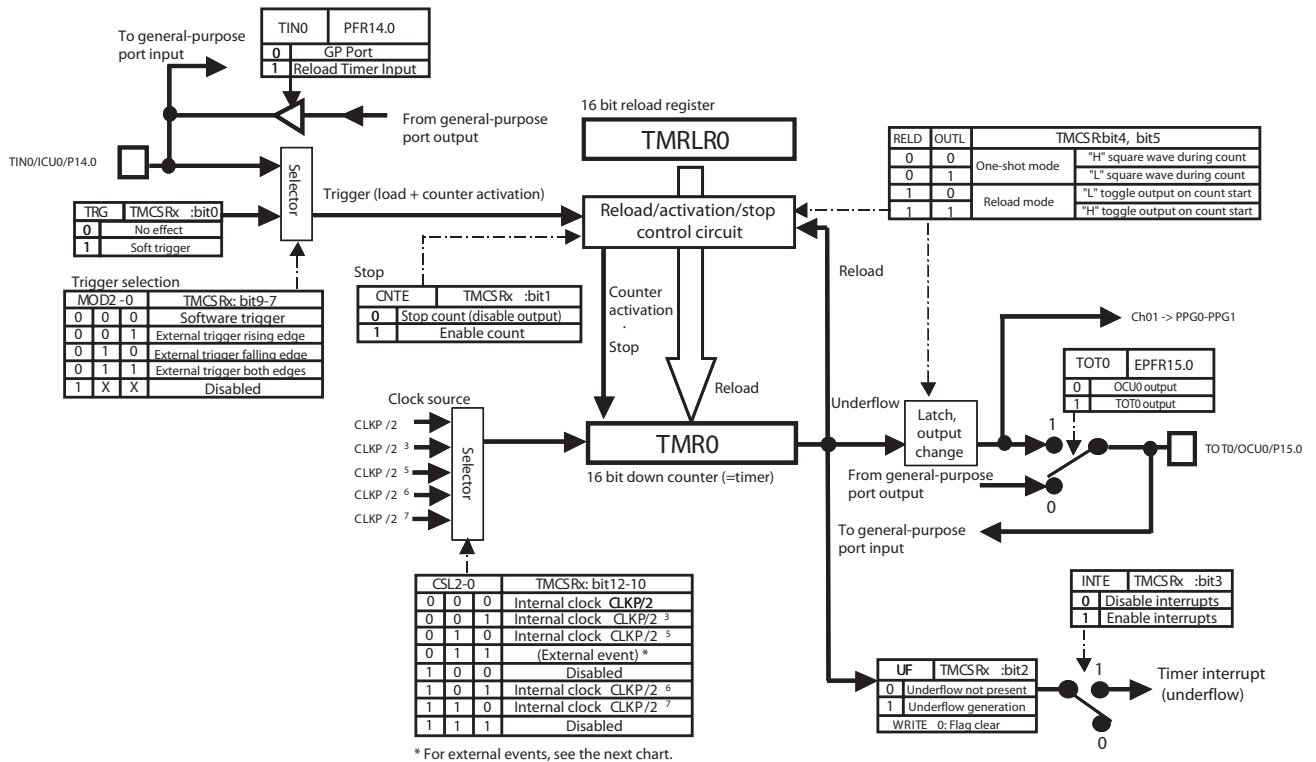 TIN0 PFR14.0
0 GP Port
1 Reload Timer Input
To general-purpose
port input
From general-purpose
port output
TIN0/ICU0/P14.0
Selector
TRG TMCSRx :bit0
0 No effect
1 Soft trigger
Trigger (load + counter activation)
Trigger selection
MOD2 -0 TMCSRx: bit9-7
0 0 0 Software trigger
0 0 1 External trigger rising edge
0 1 0 External trigger falling edge
0 1 1 External trigger both edges
1 X X Disabled
16 bit reload register
TMRLR0
Reload/activation/stop
control circuit
RELD OUTL TMCSR:bit4, bit5
0 0 One-shot mode "H" square wave during count
0 1 "L" square wave during count
1 0 Reload mode "L" toggle output on count start
1 1 "H" toggle output on count start
Stop
CNTE TMCSRx :bit1
0 Stop count (disable output)
1 Enable count
Counter
activation
·
Stop
Reload
Reload
Ch01 -> PPG0-PPG1
TOT0 EPFR15.0
0 OCU0 output
1 TOT0 output
Clock source
CLKP /2
CLKP /2 3
CLKP /2 5
CLKP /2 6
CLKP /2 7
Selector
TMR0
16 bit down counter (=timer)
Underflow
Latch,
output
change
1
0
TOT0/OCU0/P15.0
From general-purpose
port output
To general-purpose
port input
CSL2-0 TMCSRx: bit12-10
0 0 0 Internal clock CLKP/2
0 0 1 Internal clock CLKP/2 3
0 1 0 Internal clock CLKP/2 5
0 1 1 (External event) *
1 0 0 Disabled
1 0 1 Internal clock CLKP/2 6
1 1 0 Internal clock CLKP/2 7
1 1 1 Disabled
* For external events, see the next chart.
INTE TMCSRx :bit3
0 Disable interrupts
1 Enable interrupts
UF TMCSRx :bit2
0 Underflow not present
1 Underflow generation
WRITE 0: Flag clear
1
0
Timer interrupt
(underflow)